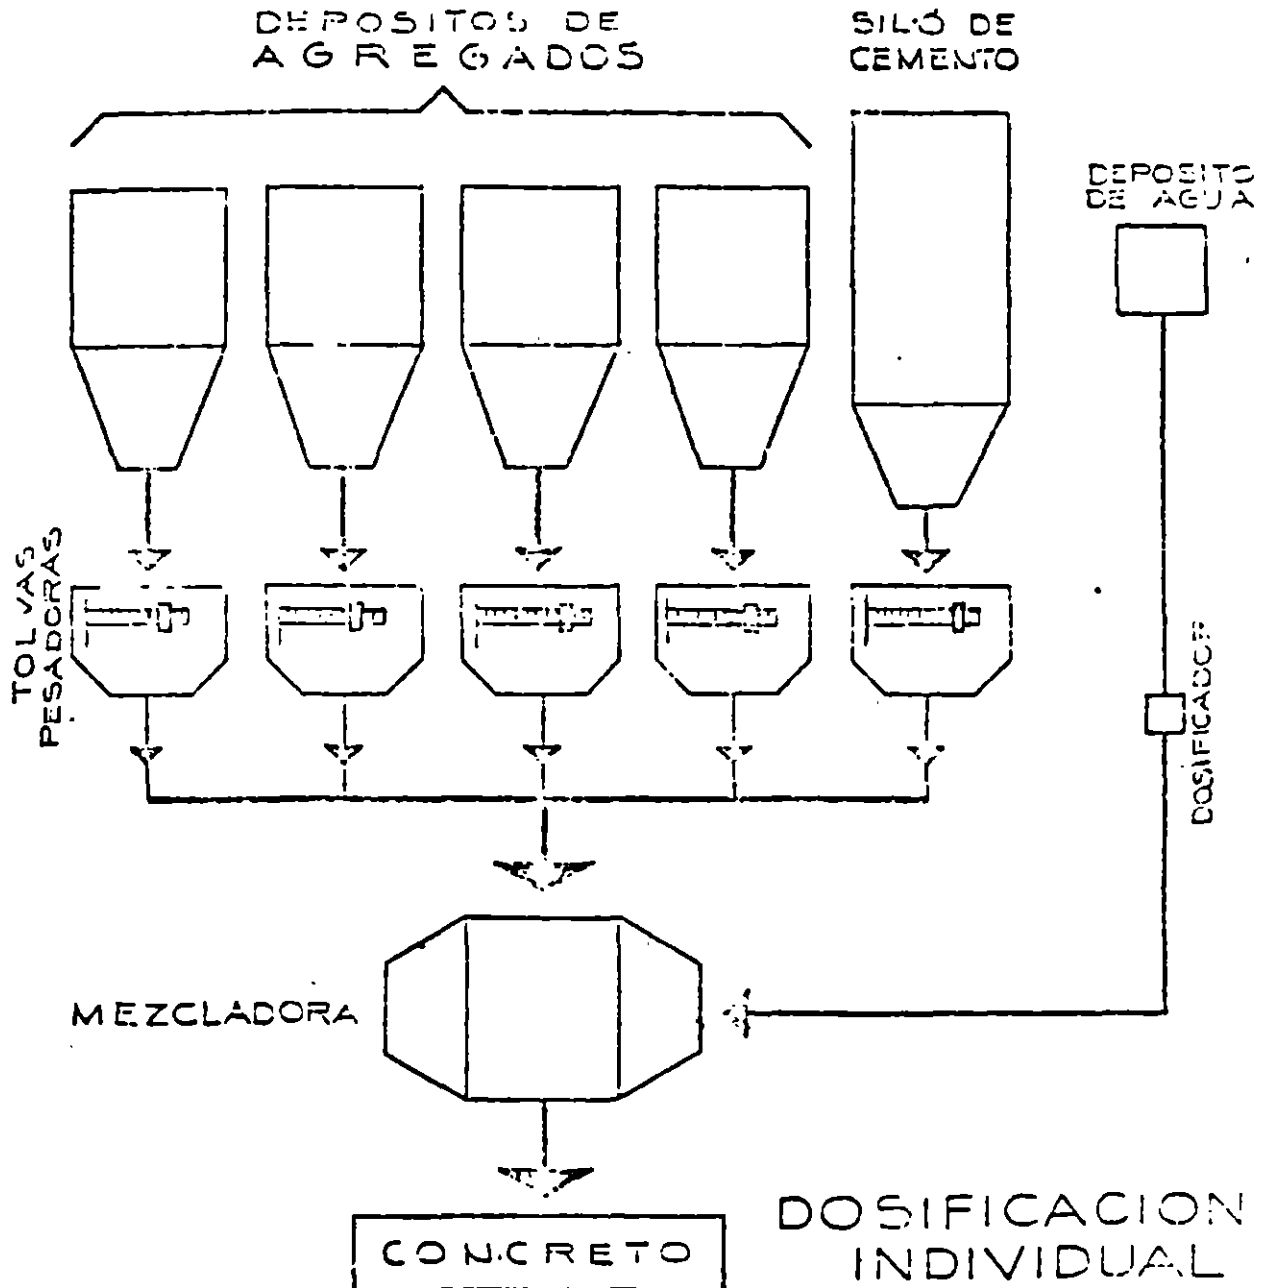 DEPOSITOS DE
AGREGADOS
SILO DE
CEMENTO
DEPOSITO
DE AGUA
TOLVAS
PESADORAS
DOSIFICADOR
MEZCLADORA
CONCRETO
DOSIFICACION
INDIVIDUAL